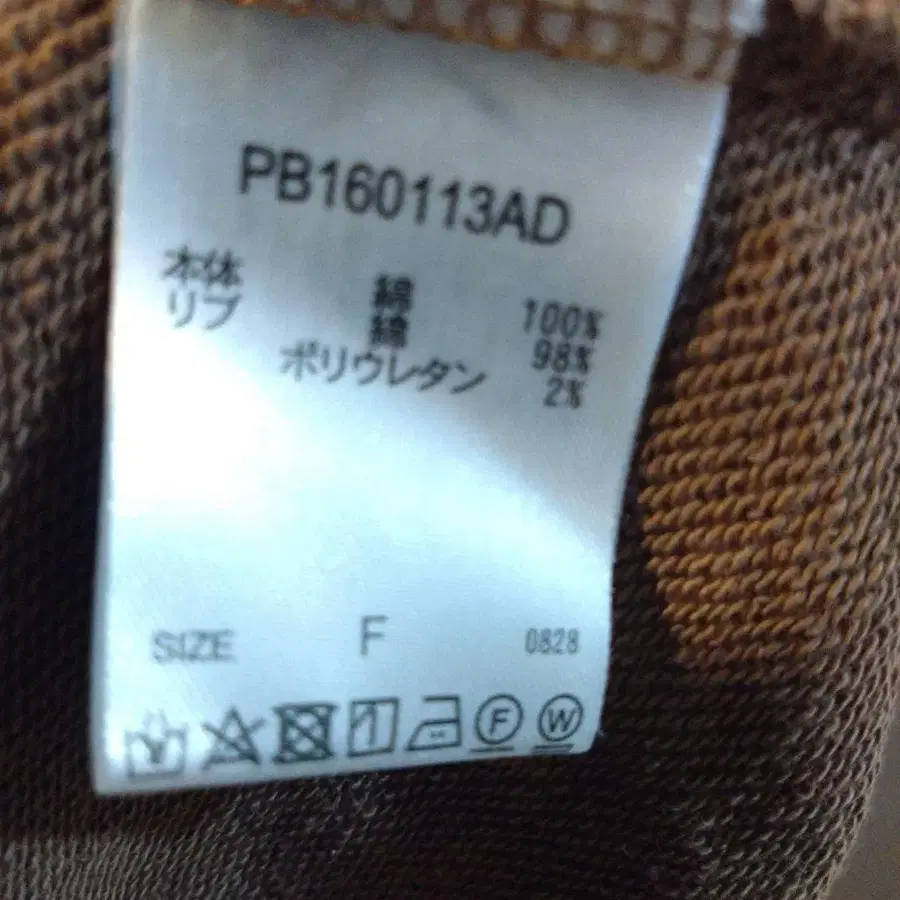 PB160113AD
本体 綿 100%
リブ 綿 98%
ポリウレタン 2%
SIZE F 0828
F W